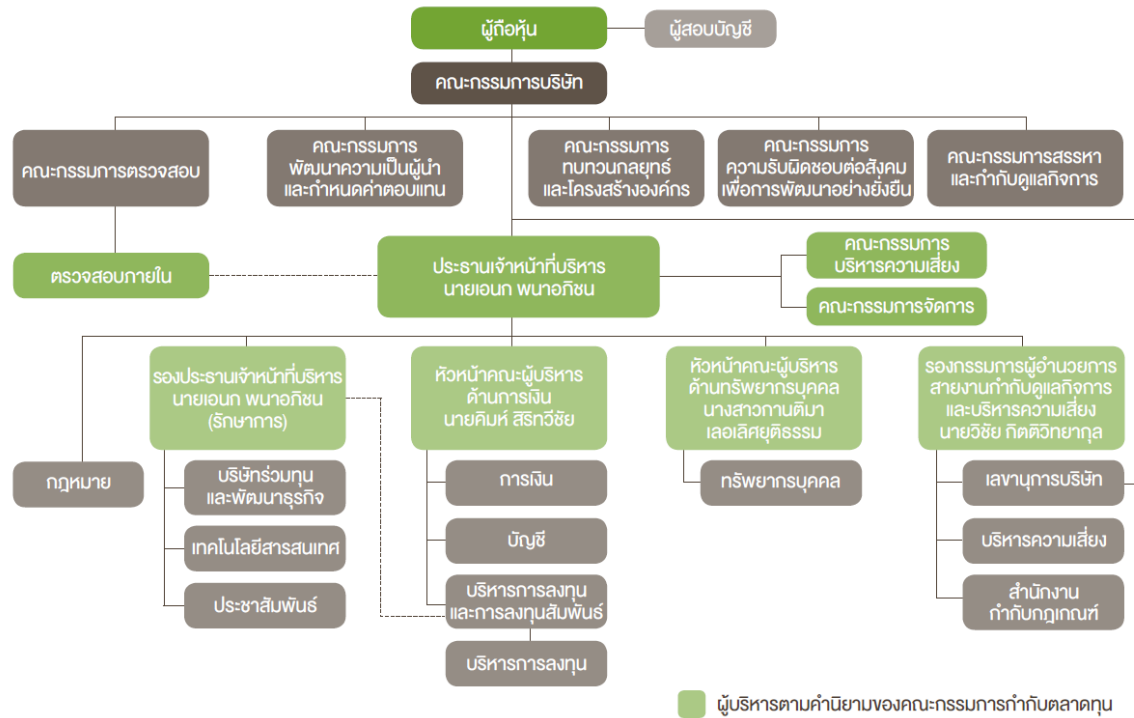 ผู้ถือหุ้น
ผู้สอบบัญชี
คณะกรรมการบริษัท
คณะกรรมการตรวจสอบ
คณะกรรมการ
พัฒนาความเป็นผู้นำ
และกำหนดค่าตอบแทน
คณะกรรมการ
ทบทวนกลยุทธ์
และโครงสร้างองค์กร
คณะกรรมการ
ความรับผิดชอบต่อสังคม
เพื่อการพัฒนาอย่างยั่งยืน
คณะกรรมการสรรหา
และกำกับดูแลกิจการ
ตรวจสอบภายใน
ประธานเจ้าหน้าที่บริหาร
นายเอนก พนาอภิชน
คณะกรรมการ
บริหารความเสี่ยง
คณะกรรมการจัดการ
รองประธานเจ้าหน้าที่บริหาร
นายเอนก พนาอภิชน
(รักษาการ)
หัวหน้าคณะผู้บริหาร
ด้านการเงิน
นายคิมห์ สิริทวีชัย
หัวหน้าคณะผู้บริหาร
ด้านทรัพยากรบุคคล
นางสาวกานติมา
เลอเลิศยุติธรรม
รองกรรมการผู้อำนวยการ
สายงานกำกับดูแลกิจการ
และบริหารความเสี่ยง
นายวิชัย กิตติวิทยากุล
กฎหมาย
บริษัทร่วมทุน
และพัฒนาธุรกิจ
เทคโนโลยีสารสนเทศ
ประชาสัมพันธ์
การเงิน
บัญชี
บริหารการลงทุน
และการลงทุนสัมพันธ์
บริหารการลงทุน
ทรัพยากรบุคคล
เลขานุการบริษัท
บริหารความเสี่ยง
สำนักงาน
กำกับกฎเกณฑ์
ผู้บริหารตามคำนิยามของคณะกรรมการกำกับตลาดทุน